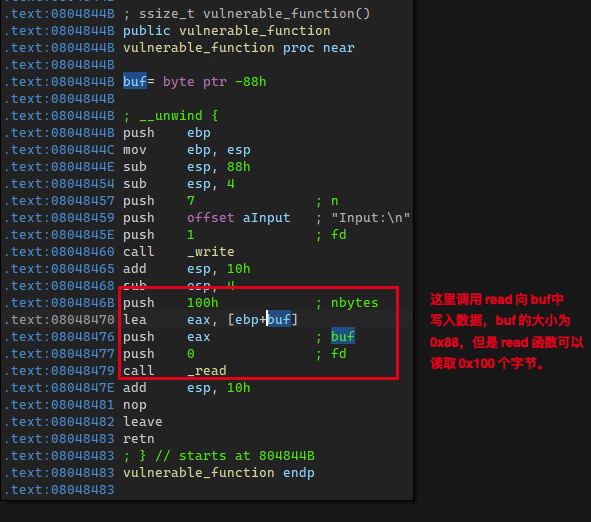 .text:0804844B
.text:0804844B ; ssize_t vulnerable_function()
.text:0804844B public vulnerable_function
.text:0804844B vulnerable_function proc near
.text:0804844B
.text:0804844B buf= byte ptr -88h
.text:0804844B
.text:0804844B ; __unwind {
.text:0804844B push ebp
.text:0804844C mov ebp, esp
.text:0804844E sub esp, 88h
.text:08048454 sub esp, 4
.text:08048457 push 7 ; n
.text:08048459 push offset aInput ; "Input:\n"
.text:0804845E push 1 ; fd
.text:08048460 call _write
.text:08048465 add esp, 10h
.text:08048468 sub esp, 4
.text:0804846B push 100h ; nbytes
.text:08048470 lea eax, [ebp+buf]
.text:08048476 push eax ; buf
.text:08048477 push 0 ; fd
.text:08048479 call _read
.text:0804847E add esp, 10h
.text:08048481 nop
.text:08048482 leave
.text:08048483 retn
.text:08048483 ; } // starts at 804844B
.text:08048483 vulnerable_function endp
.text:08048483
这里调用 read 向 buf中
写入数据，buf 的大小为
0x88，但是 read 函数可以
读取 0x100 个字节。